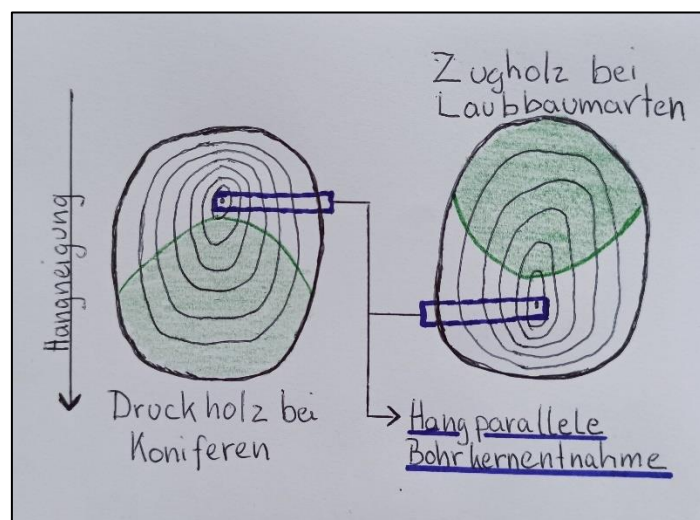 Hangneigung
Zugholz bei
Laubbaumarten
Druckholz bei
Koniferen
Hangparallele
Bohrkernentnahme